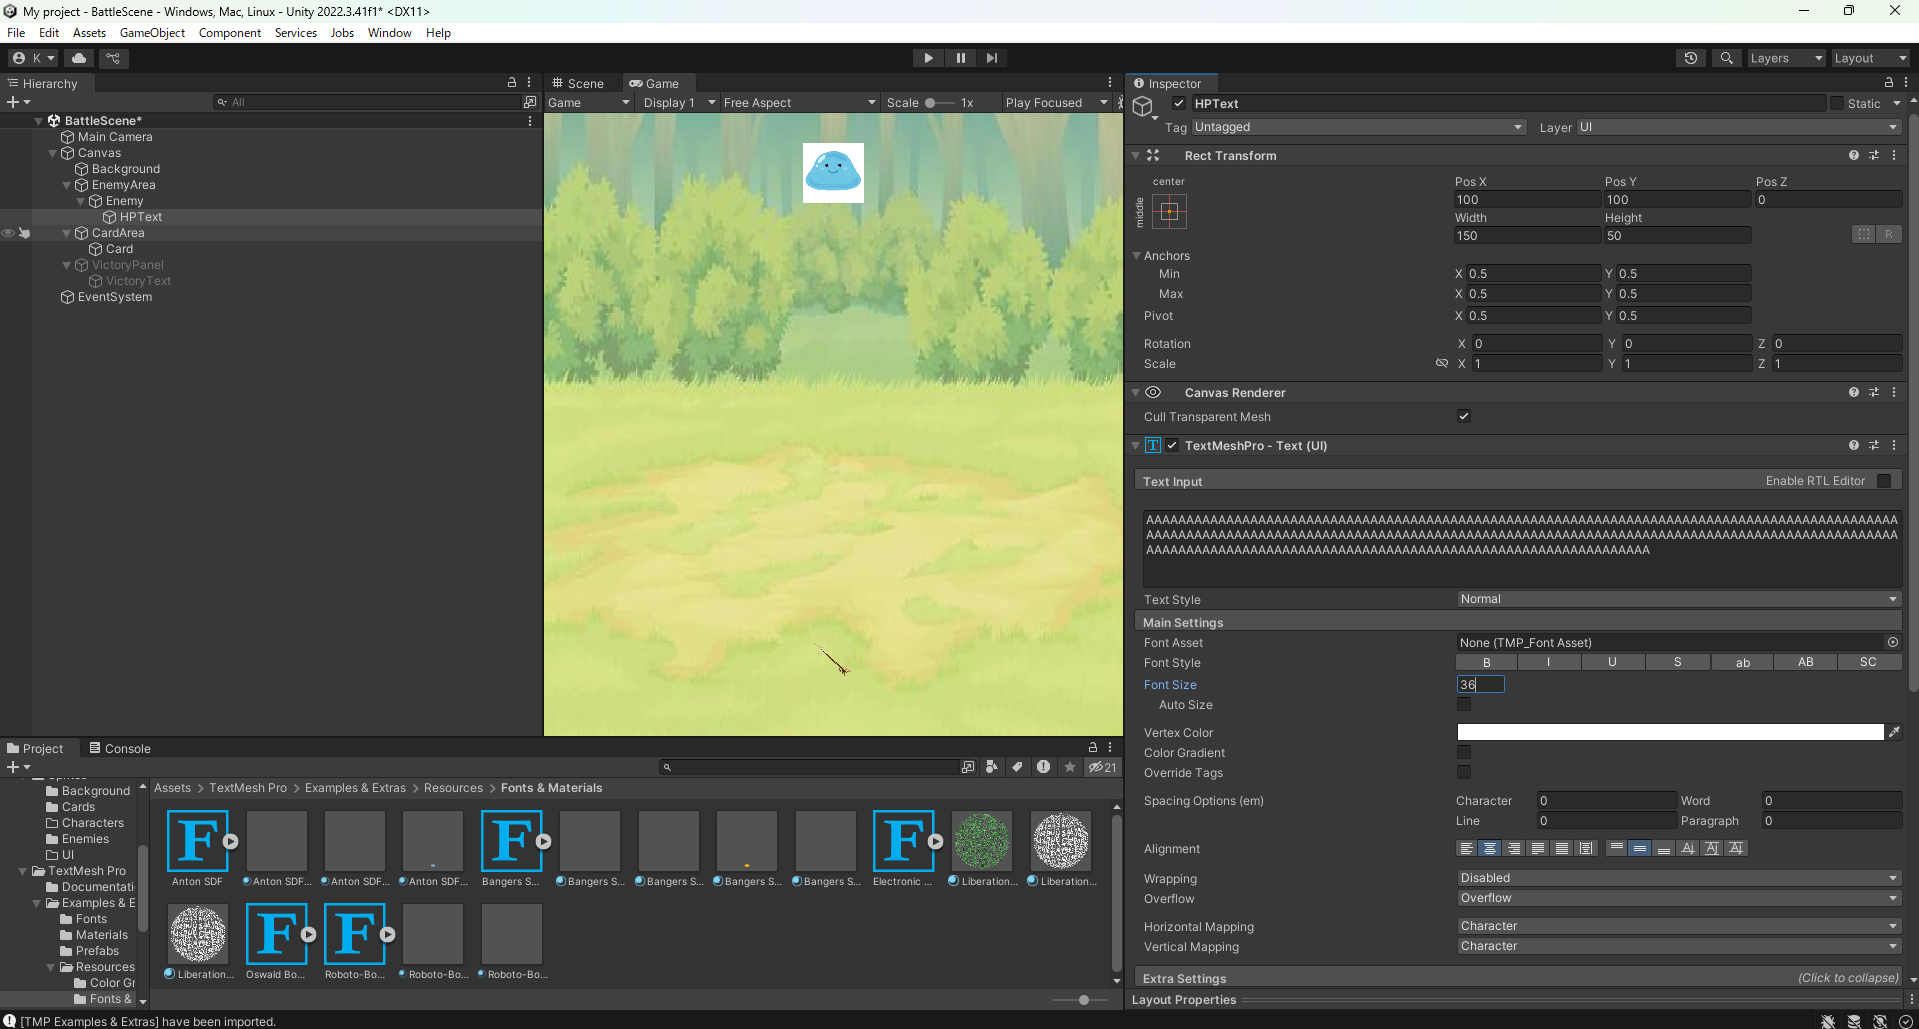 My project - BattleScene - Windows, Mac, Linux - Unity 2022.3.41f1* <DX11>
File Edit Assets GameObject Component Services Jobs Window Help
K Layers Layout
Hierarchy
All
BattleScene*
Main Camera
Canvas
Background
EnemyArea
Enemy
HPText
CardArea
Card
VictoryPanel
VictoryText
EventSystem
Scene Game
Game Display 1 Free Aspect Scale 1x Play Focused
Inspector
HPText Static
Tag Untagged Layer UI
Rect Transform
center
middle
Pos X Pos Y Pos Z
100 100 0
Width Height
150 50
R
Anchors
Min X 0.5 Y 0.5
Max X 0.5 Y 0.5
Pivot X 0.5 Y 0.5
Rotation X 0 Y 0 Z 0
Scale X 1 Y 1 Z 1
Canvas Renderer
Cull Transparent Mesh
TextMeshPro - Text (UI)
Text Input Enable RTL Editor
Text Style Normal
Main Settings
Font Asset None (TMP_Font Asset)
Font Style B I U S ab AB SC
Font Size 36
Auto Size
Vertex Color
Color Gradient
Override Tags
Spacing Options (em) Character 0 Word 0
Line 0 Paragraph 0
Alignment
Wrapping Disabled
Overflow Overflow
Horizontal Mapping Character
Vertical Mapping Character
Extra Settings (Click to collapse)
Layout Properties
Project Console
21
Background
Cards
Characters
Enemies
UI
TextMesh Pro
Documentati
Examples & E
Fonts
Materials
Prefabs
Resources
Color Gr
Fonts &
Assets > TextMesh Pro > Examples & Extras > Resources > Fonts & Materials
Anton SDF Anton SDF... Anton SDF... Anton SDF... Bangers S... Bangers S... Bangers S... Bangers S... Bangers S... Electronic ... Liberation... Liberation...
Liberation... Oswald Bo... Roboto-Bo... Roboto-Bo... Roboto-Bo...
[TMP Examples & Extras] have been imported.